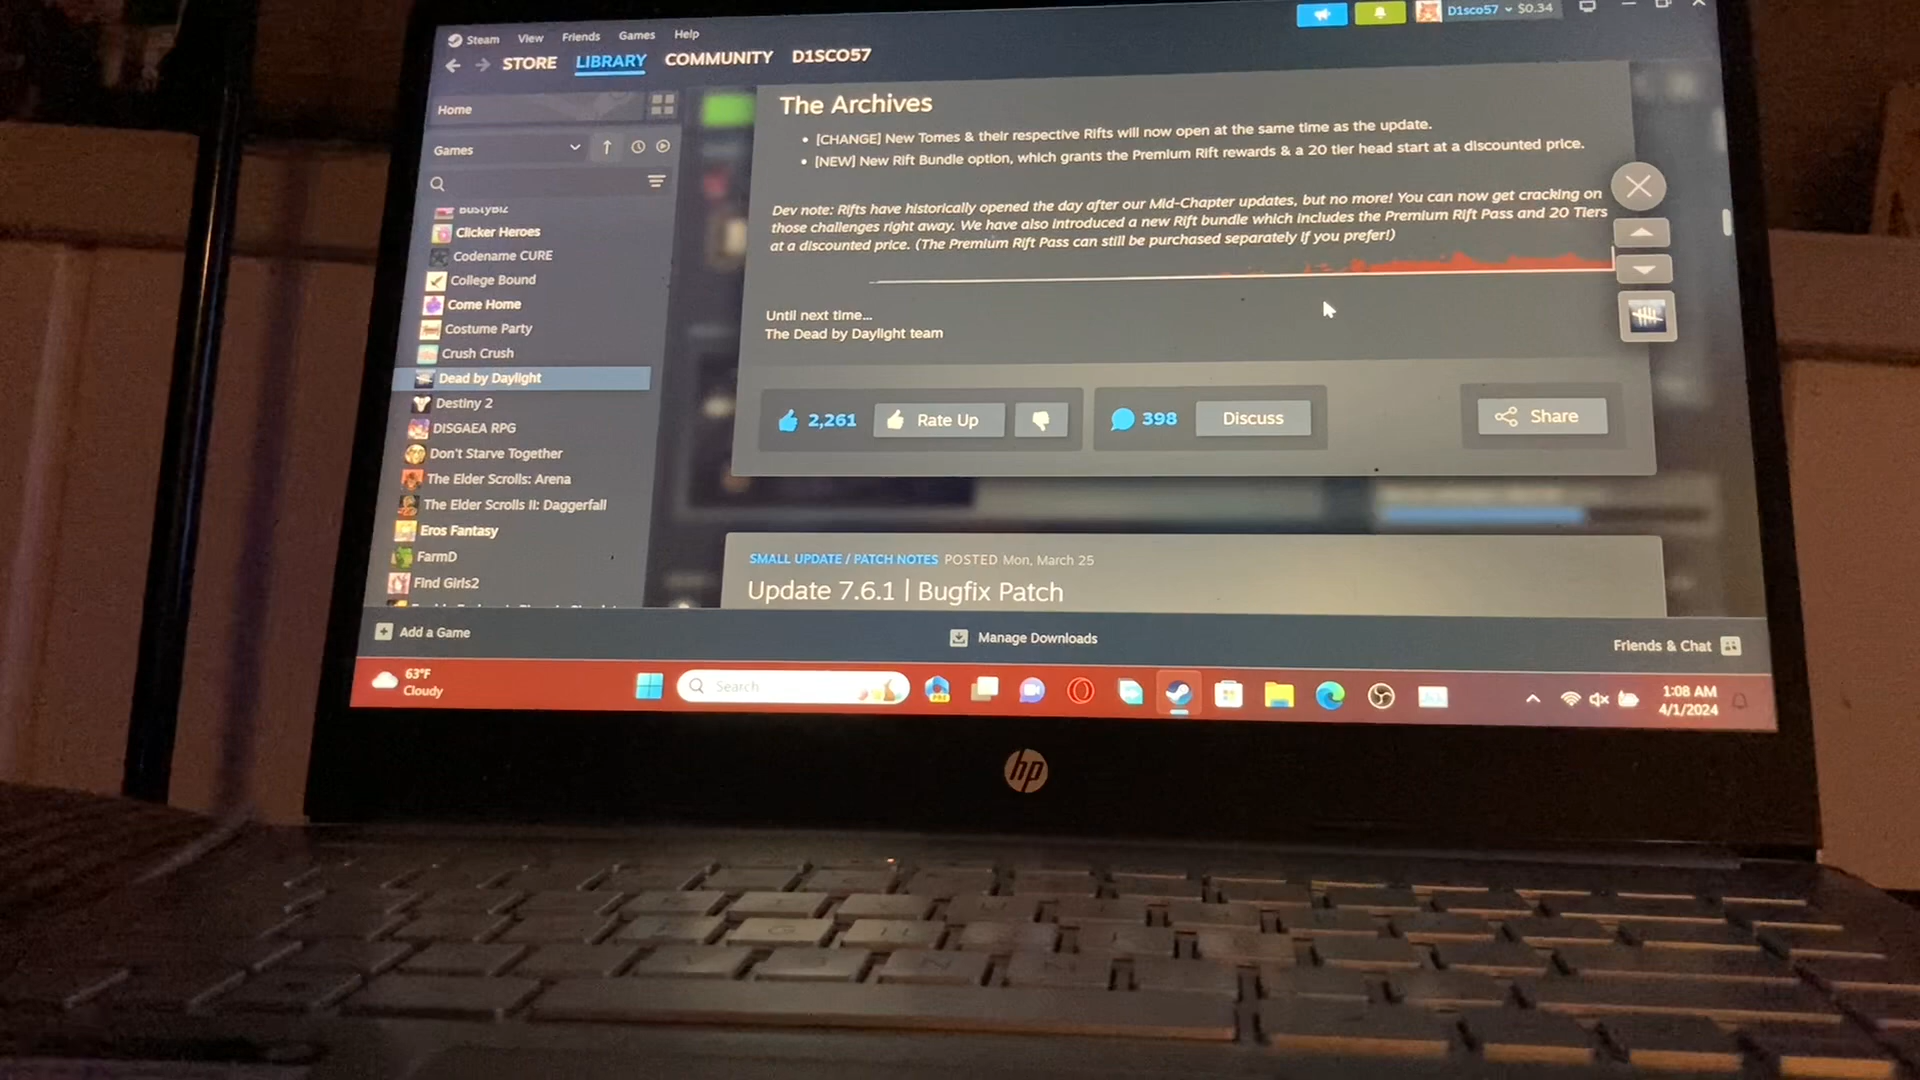 D1sco57 $0.34
Steam View Friends Games Help
STORE LIBRARY COMMUNITY D1SCO57
Home
Games
BustyBiz
Clicker Heroes
Codename CURE
College Bound
Come Home
Costume Party
Crush Crush
Dead by Daylight
Destiny 2
DISGAEA RPG
Don't Starve Together
The Elder Scrolls: Arena
The Elder Scrolls II: Daggerfall
Eros Fantasy
FarmD
Find Girls2
The Archives
• [CHANGE] New Tomes & their respective Rifts will now open at the same time as the update.
• [NEW] New Rift Bundle option, which grants the Premium Rift rewards & a 20 tier head start at a discounted price.
Dev note: Rifts have historically opened the day after our Mid-Chapter updates, but no more! You can now get cracking on
those challenges right away. We have also introduced a new Rift bundle which includes the Premium Rift Pass and 20 Tiers
at a discounted price. (The Premium Rift Pass can still be purchased separately if you prefer!)
Until next time...
The Dead by Daylight team
2,261 Rate Up 398 Discuss Share
SMALL UPDATE / PATCH NOTES POSTED Mon, March 25
Update 7.6.1 | Bugfix Patch
Add a Game Manage Downloads Friends & Chat
63°F
Cloudy
Search
1:08 AM
4/1/2024
hp